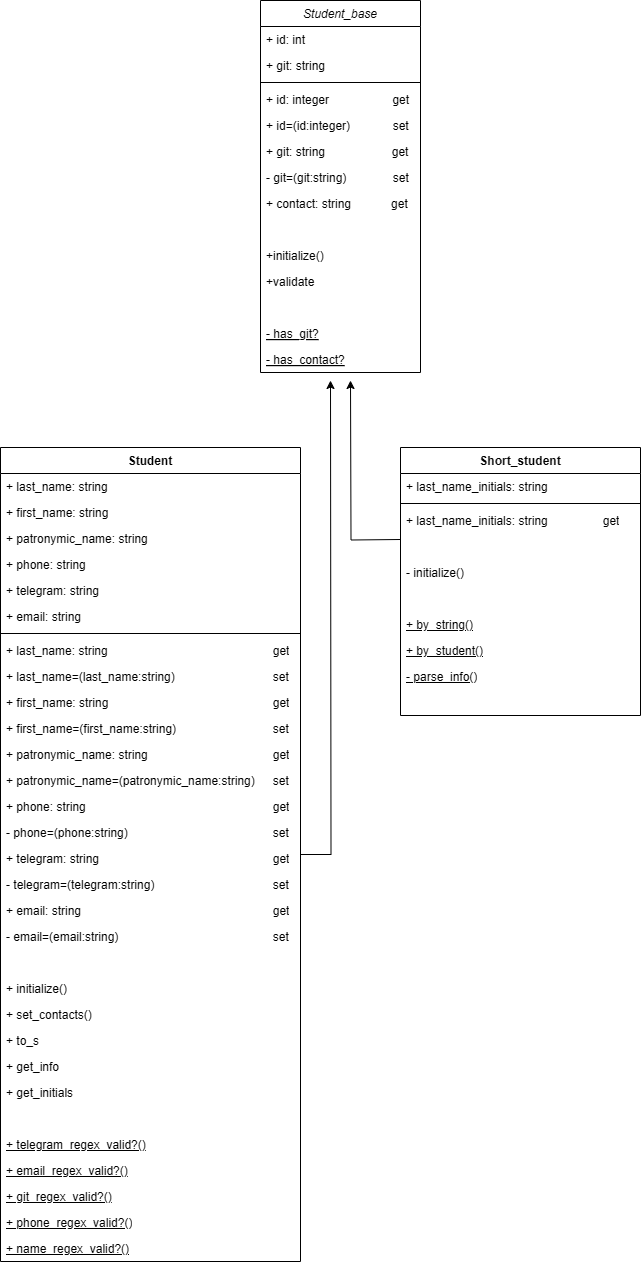 Student_base
+ id: int
+ git: string
+ id: integer get
+ id=(id:integer) set
+ git: string get
- git=(git:string) set
+ contact: string get
+initialize()
+validate
- has_git?
- has_contact?
Student
+ last_name: string
+ first_name: string
+ patronymic_name: string
+ phone: string
+ telegram: string
+ email: string
+ last_name: string get
+ last_name=(last_name:string) set
+ first_name: string get
+ first_name=(first_name:string) set
+ patronymic_name: string get
+ patronymic_name=(patronymic_name:string) set
+ phone: string get
- phone=(phone:string) set
+ telegram: string get
- telegram=(telegram:string) set
+ email: string get
- email=(email:string) set
+ initialize()
+ set_contacts()
+ to_s
+ get_info
+ get_initials
+ telegram_regex_valid?()
+ email_regex_valid?()
+ git_regex_valid?()
+ phone_regex_valid?()
+ name_regex_valid?()
Short_student
+ last_name_initials: string
+ last_name_initials: string get
- initialize()
+ by_string()
+ by_student()
- parse_info()